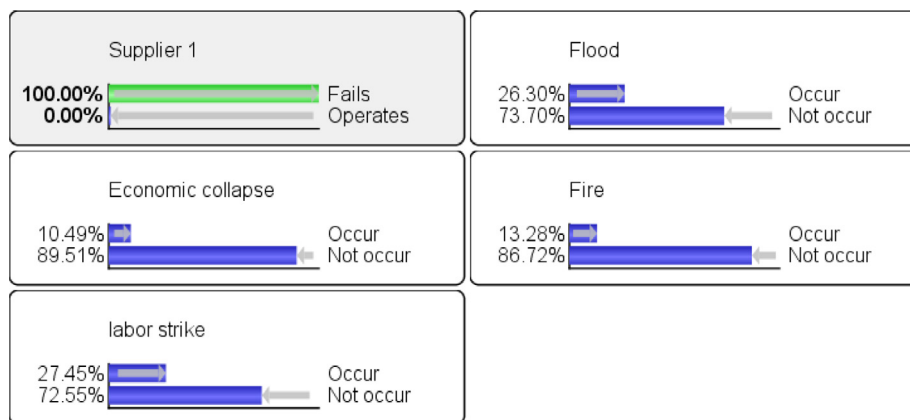 Supplier 1
100.00% Fails
0.00% Operates
Flood
26.30% Occur
73.70% Not occur
Economic collapse
10.49% Occur
89.51% Not occur
Fire
13.28% Occur
86.72% Not occur
labor strike
27.45% Occur
72.55% Not occur